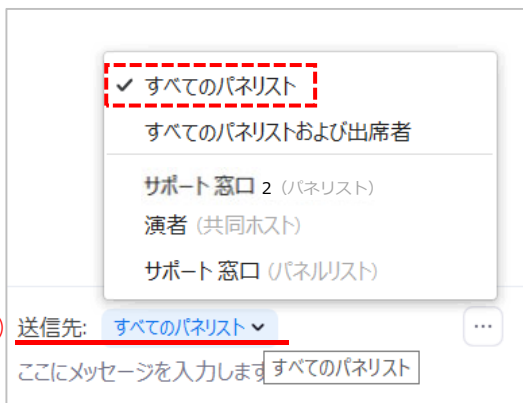 すべてのパネリスト
すべてのパネリストおよび出席者
サポート窓口 2 (パネリスト)
演者 (共同ホスト)
サポート 窓口 (パネルリスト)
送信先: すべてのパネリスト
ここにメッセージを入力します
すべてのパネリスト